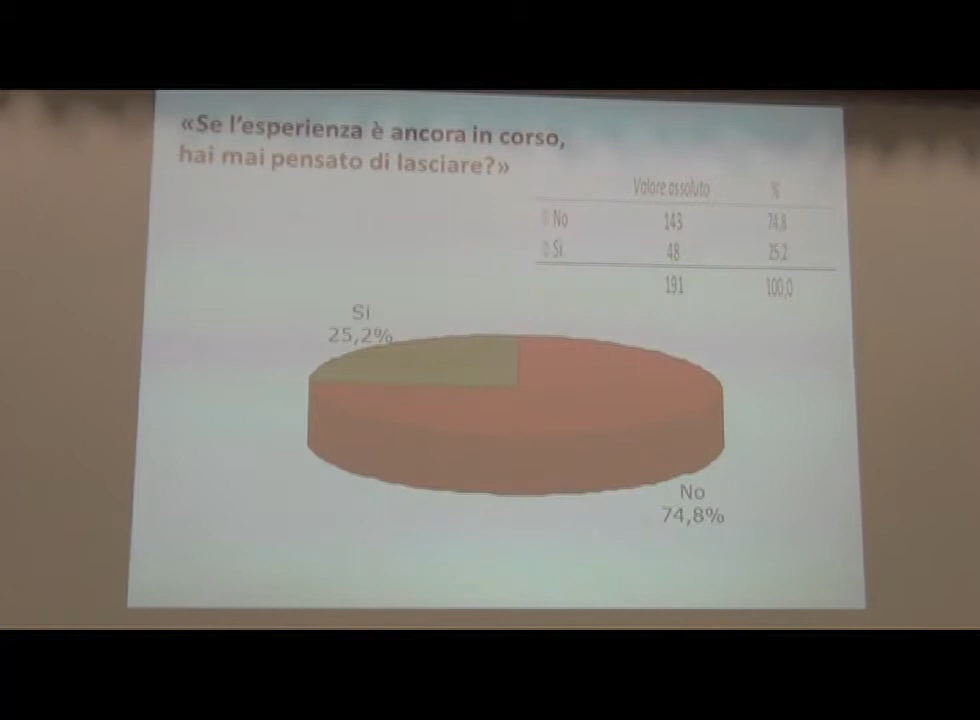 «Se l'esperienza è ancora in corso,
hai mai pensato di lasciare?»
Valore assoluto %
No 143 74,8
Sì 48 25,2
191 100,0
Si
25,2%
No
74,8%